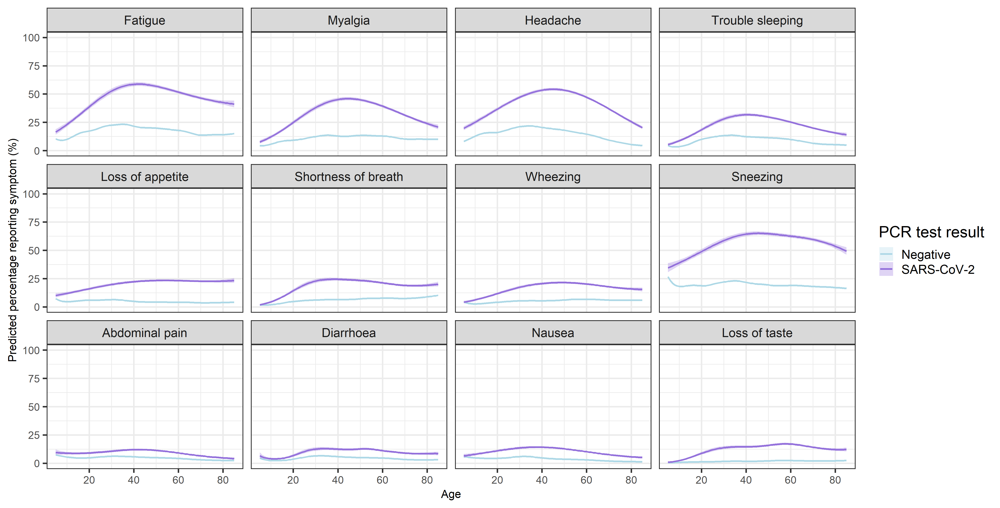 Fatigue Myalgia Headache Trouble sleeping
100
75
50
25
0
Loss of appetite Shortness of breath Wheezing Sneezing
100
75
50
25
0
Abdominal pain Diarrhoea Nausea Loss of taste
100
75
50
25
0
20 40 60 80 20 40 60 80 20 40 60 80 20 40 60 80
Age
Predicted percentage reporting symptom (%)
PCR test result
Negative
SARS-CoV-2